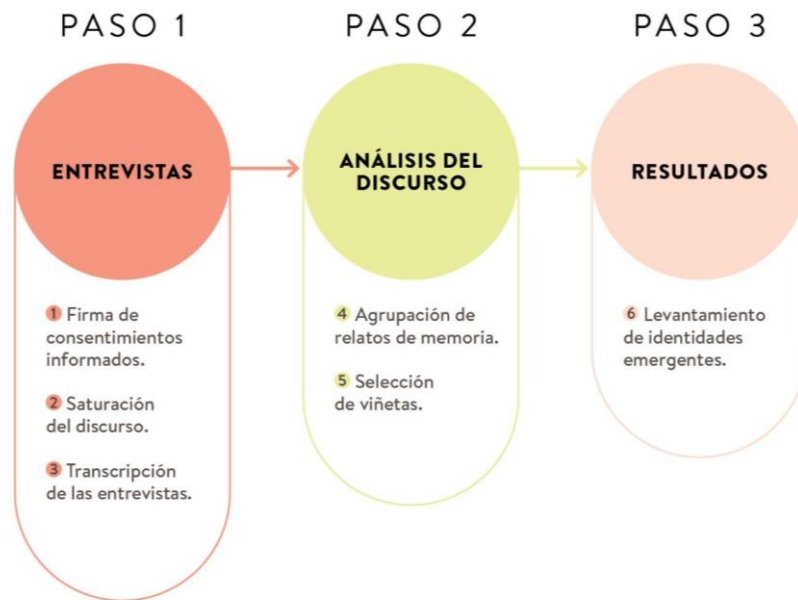 PASO 1
ENTREVISTAS
1 Firma de
consentimientos
informados.
2 Saturación
del discurso.
3 Transcripción
de las entrevistas.
PASO 2
ANÁLISIS DEL
DISCURSO
4 Agrupación de
relatos de memoria.
5 Selección
de viñetas.
PASO 3
RESULTADOS
6 Levantamiento
de identidades
emergentes.